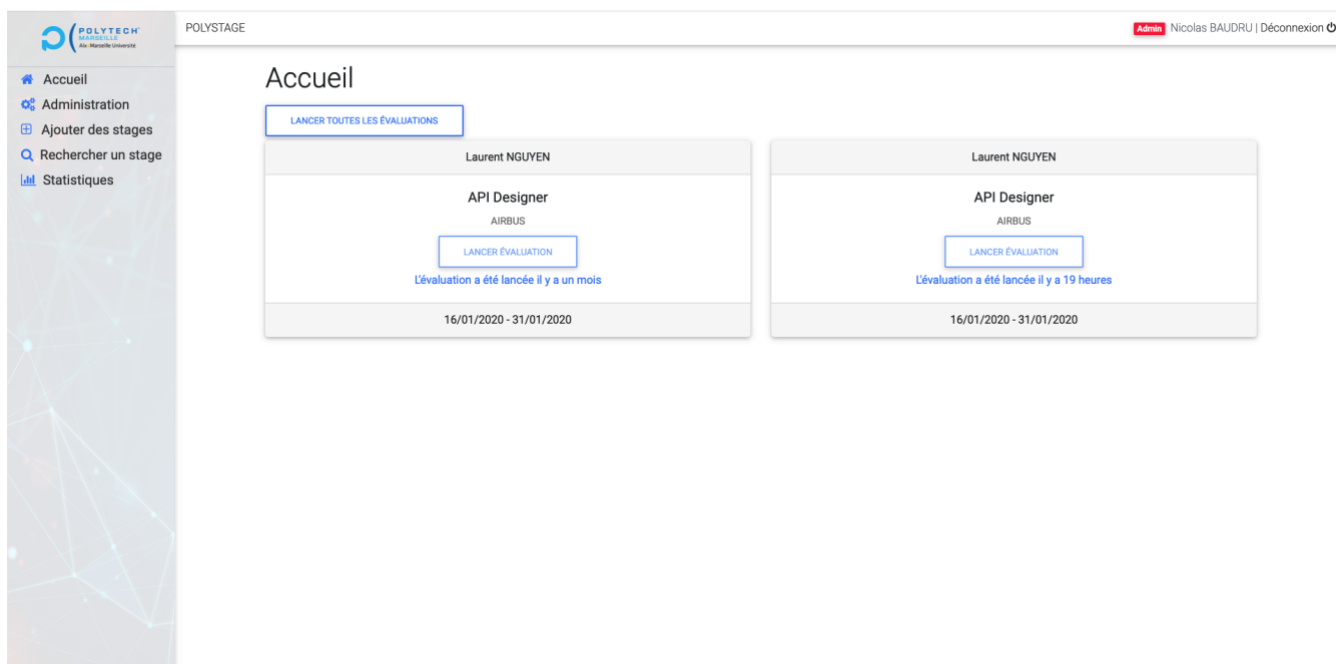 POLYTECH'
MARSEILLE
Aix-Marseille Université
POLYSTAGE
Admin Nicolas BAUDRU | Déconnexion
Accueil
Administration
Ajouter des stages
Rechercher un stage
Statistiques
Accueil
LANCER TOUTES LES ÉVALUATIONS
Laurent NGUYEN
API Designer
AIRBUS
LANCER ÉVALUATION
L'évaluation a été lancée il y a un mois
16/01/2020 - 31/01/2020
Laurent NGUYEN
API Designer
AIRBUS
LANCER ÉVALUATION
L'évaluation a été lancée il y a 19 heures
16/01/2020 - 31/01/2020